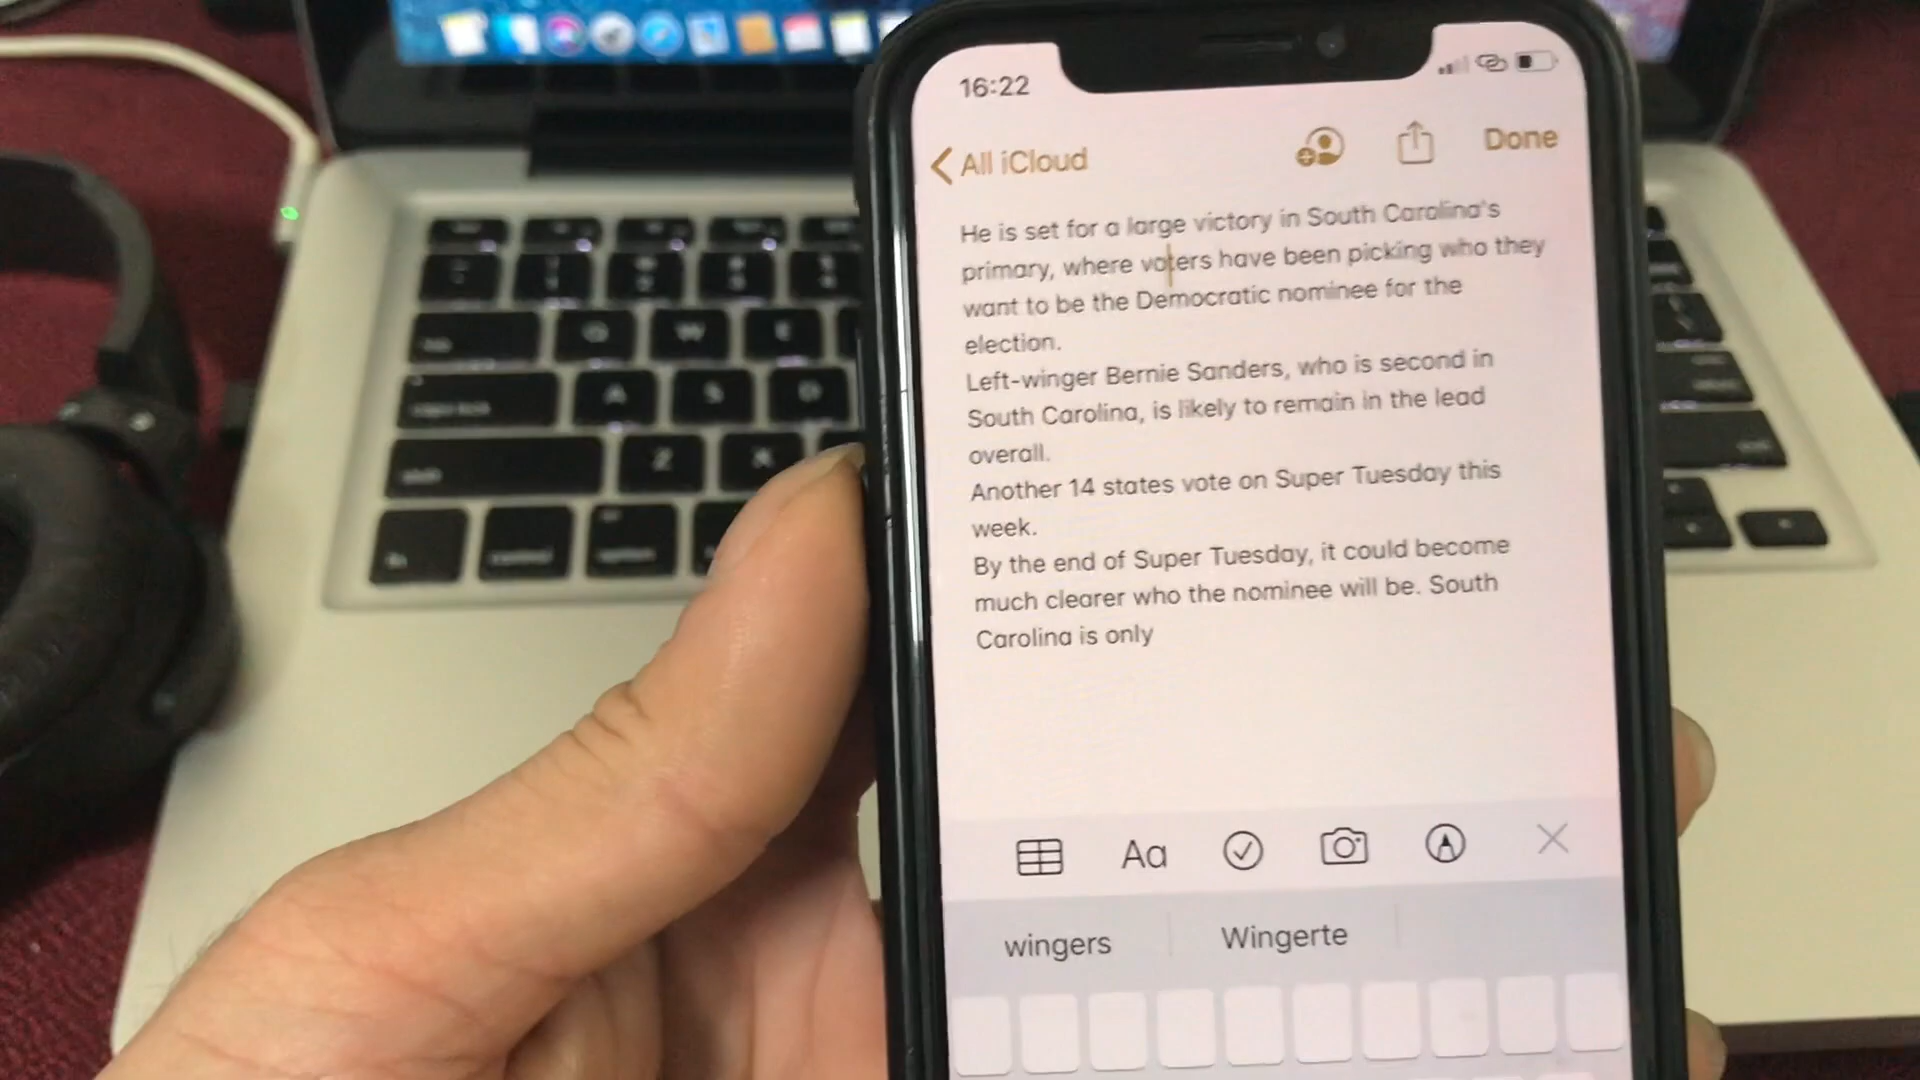 16:22
All iCloud
Done
He is set for a large victory in South Carolina's
primary, where voters have been picking who they
want to be the Democratic nominee for the
election.
Left-winger Bernie Sanders, who is second in
South Carolina, is likely to remain in the lead
overall.
Another 14 states vote on Super Tuesday this
week.
By the end of Super Tuesday, it could become
much clearer who the nominee will be. South
Carolina is only
Aa
wingers
Wingerte
Q W E
A S D
Z X